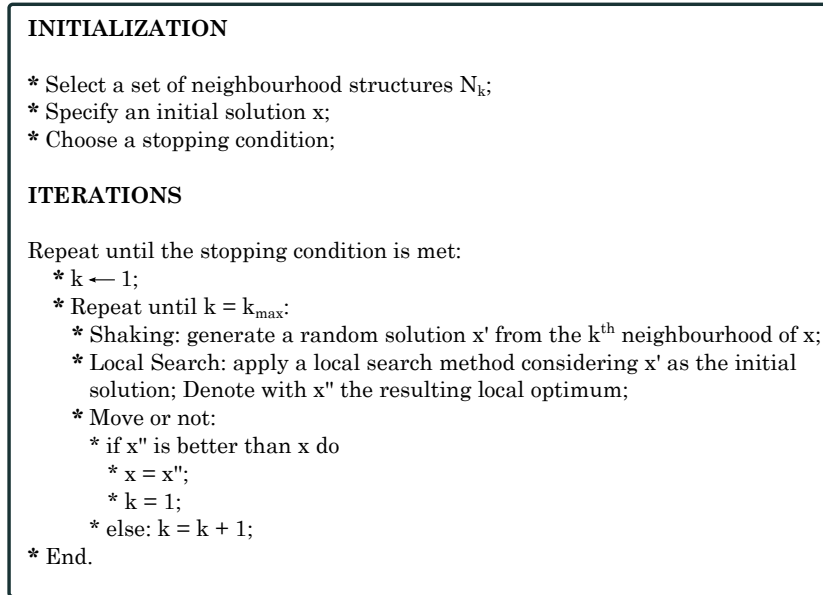 INITIALIZATION
* Select a set of neighbourhood structures Nk;
* Specify an initial solution x;
* Choose a stopping condition;
ITERATIONS
Repeat until the stopping condition is met:
* k ← 1;
* Repeat until k = kmax:
* Shaking: generate a random solution x' from the kth neighbourhood of x;
* Local Search: apply a local search method considering x' as the initial
solution; Denote with x'' the resulting local optimum;
* Move or not:
* if x'' is better than x do
* x = x'';
* k = 1;
* else: k = k + 1;
* End.